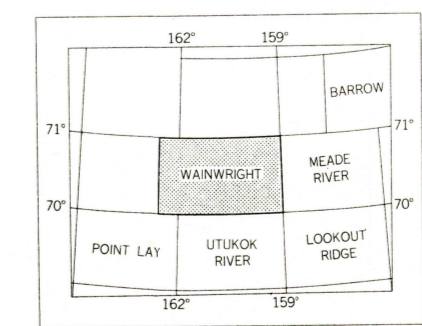 162° 159°
BARROW
71° 71°
WAINWRIGHT
MEADE
RIVER
70° 70°
POINT LAY
UTUKOK
RIVER
LOOKOUT
RIDGE
162° 159°